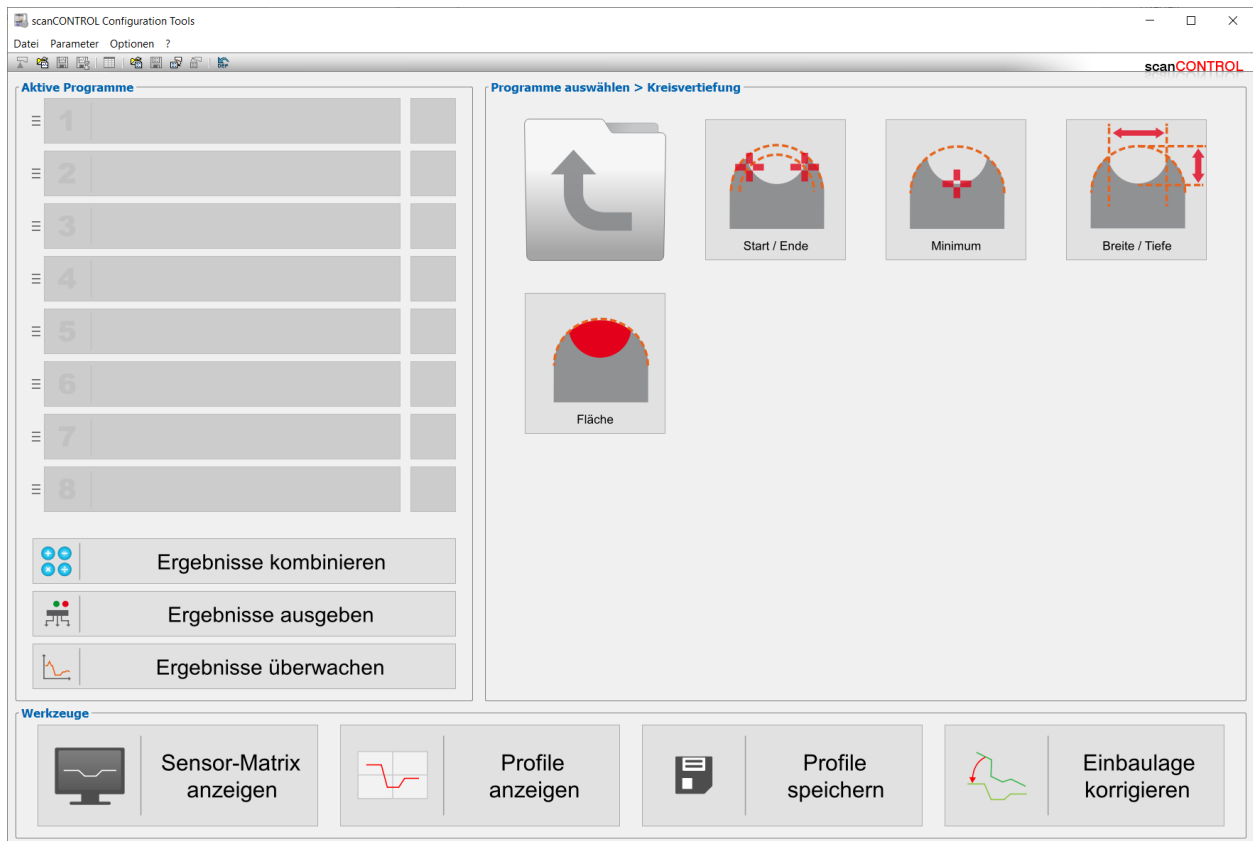 scanCONTROL Configuration Tools
Datei Parameter Optionen ?
scanCONTROL
Aktive Programme
1
2
3
4
5
6
7
8
Ergebnisse kombinieren
Ergebnisse ausgeben
Ergebnisse überwachen
Programme auswählen > Kreisvertiefung
Start / Ende
Minimum
Breite / Tiefe
Fläche
Werkzeuge
Sensor-Matrix
anzeigen
Profile
anzeigen
Profile
speichern
Einbaulage
korrigieren